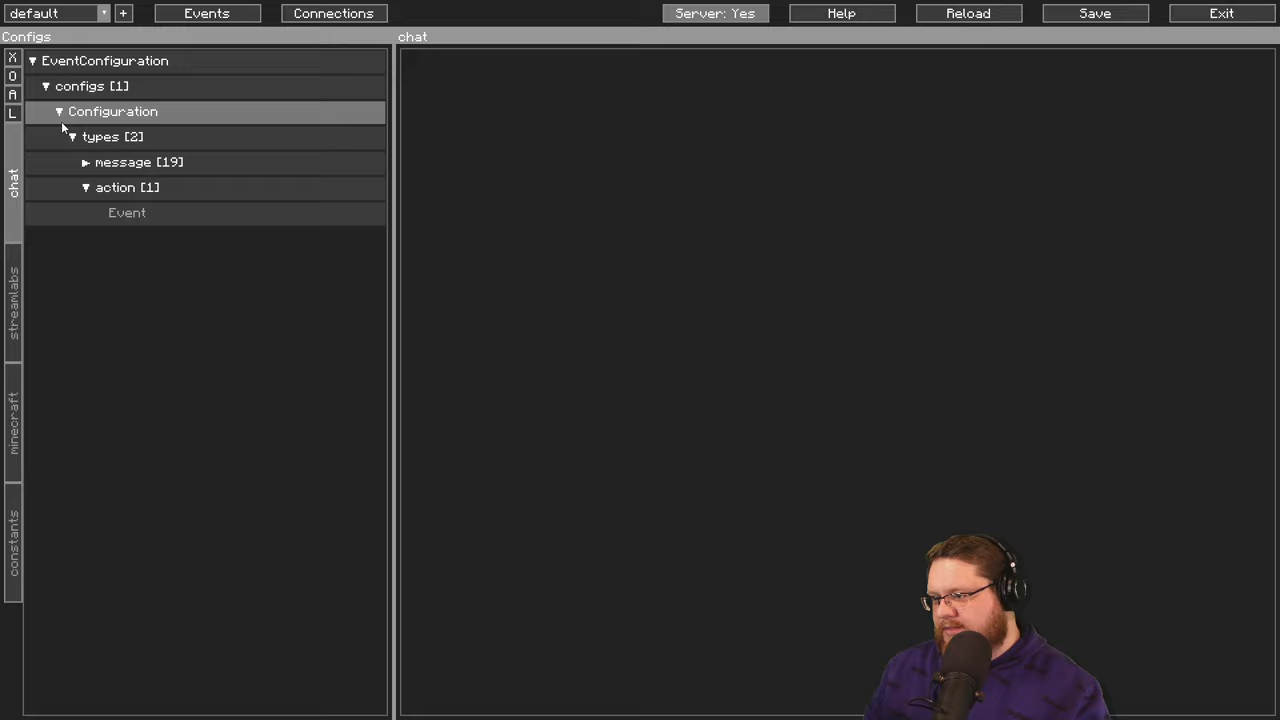 default + Events Connections Server: Yes Help Reload Save Exit
Configs chat
X
O
A
L
chat
streamlabs
minecraft
constants
EventConfiguration
configs [1]
Configuration
types [2]
message [19]
action [1]
Event